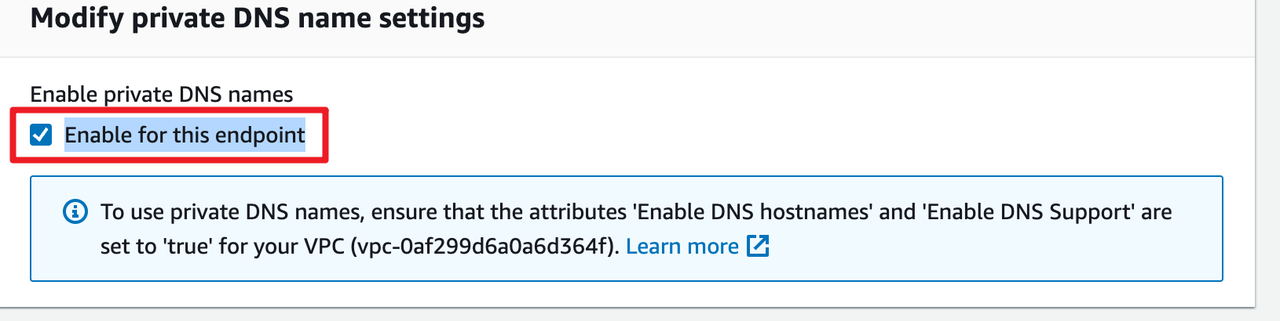 Modify private DNS name settings
Enable private DNS names
Enable for this endpoint
To use private DNS names, ensure that the attributes 'Enable DNS hostnames' and 'Enable DNS Support' are
set to 'true' for your VPC (vpc-0af299d6a0a6d364f). Learn more